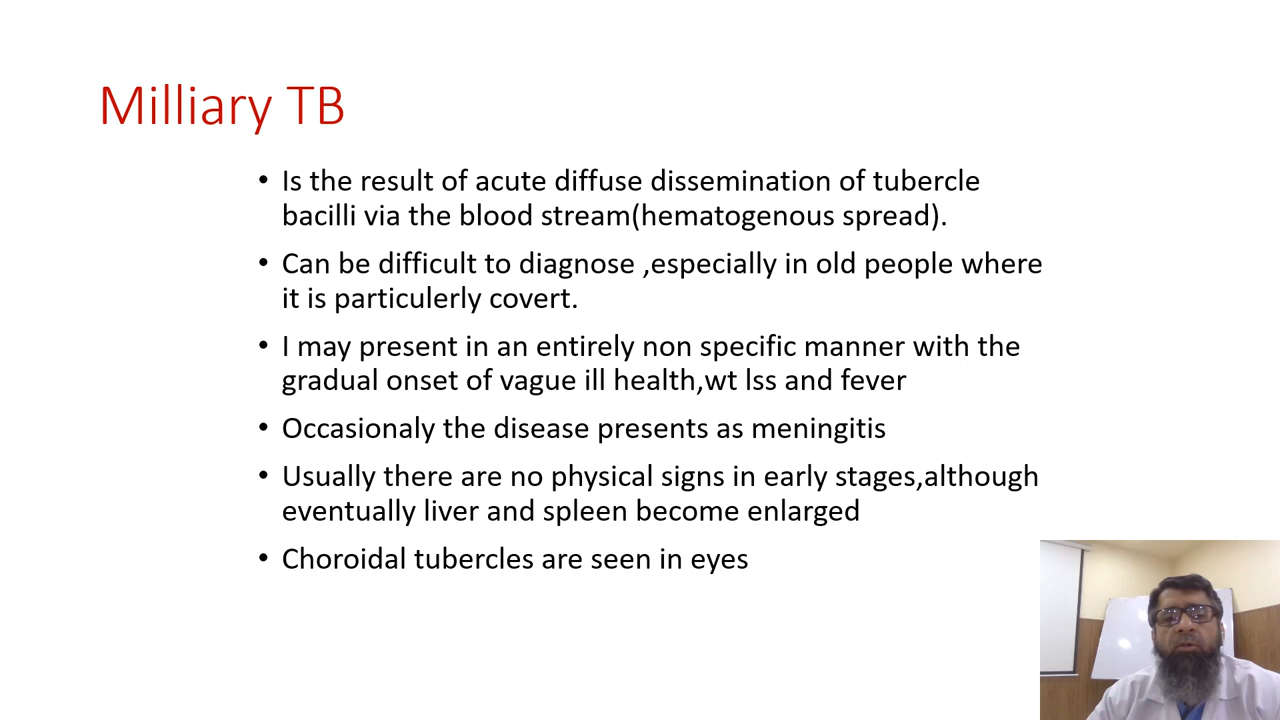 Milliary TB
• Is the result of acute diffuse dissemination of tubercle
bacilli via the blood stream(hematogenous spread).
• Can be difficult to diagnose ,especially in old people where
it is particulerly covert.
• I may present in an entirely non specific manner with the
gradual onset of vague ill health,wt lss and fever
• Occasionaly the disease presents as meningitis
• Usually there are no physical signs in early stages,although
eventually liver and spleen become enlarged
• Choroidal tubercles are seen in eyes